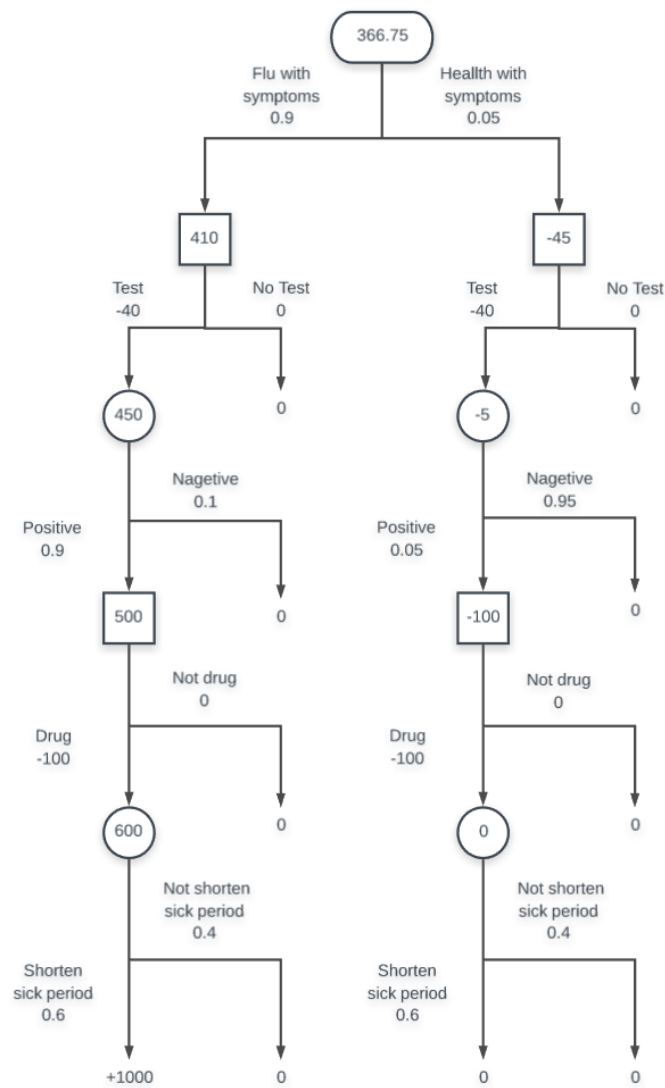 366.75
Flu with
symptoms
0.9
Heallth with
symptoms
0.05
410
-45
Test
-40
No Test
0
Test
-40
No Test
0
450
0
-5
0
Nagetive
0.1
Nagetive
0.95
Positive
0.9
Positive
0.05
500
0
-100
0
Not drug
0
Not drug
0
Drug
-100
Drug
-100
600
0
0
0
Not shorten
sick period
0.4
Not shorten
sick period
0.4
Shorten
sick period
0.6
Shorten
sick period
0.6
+1000
0
0
0